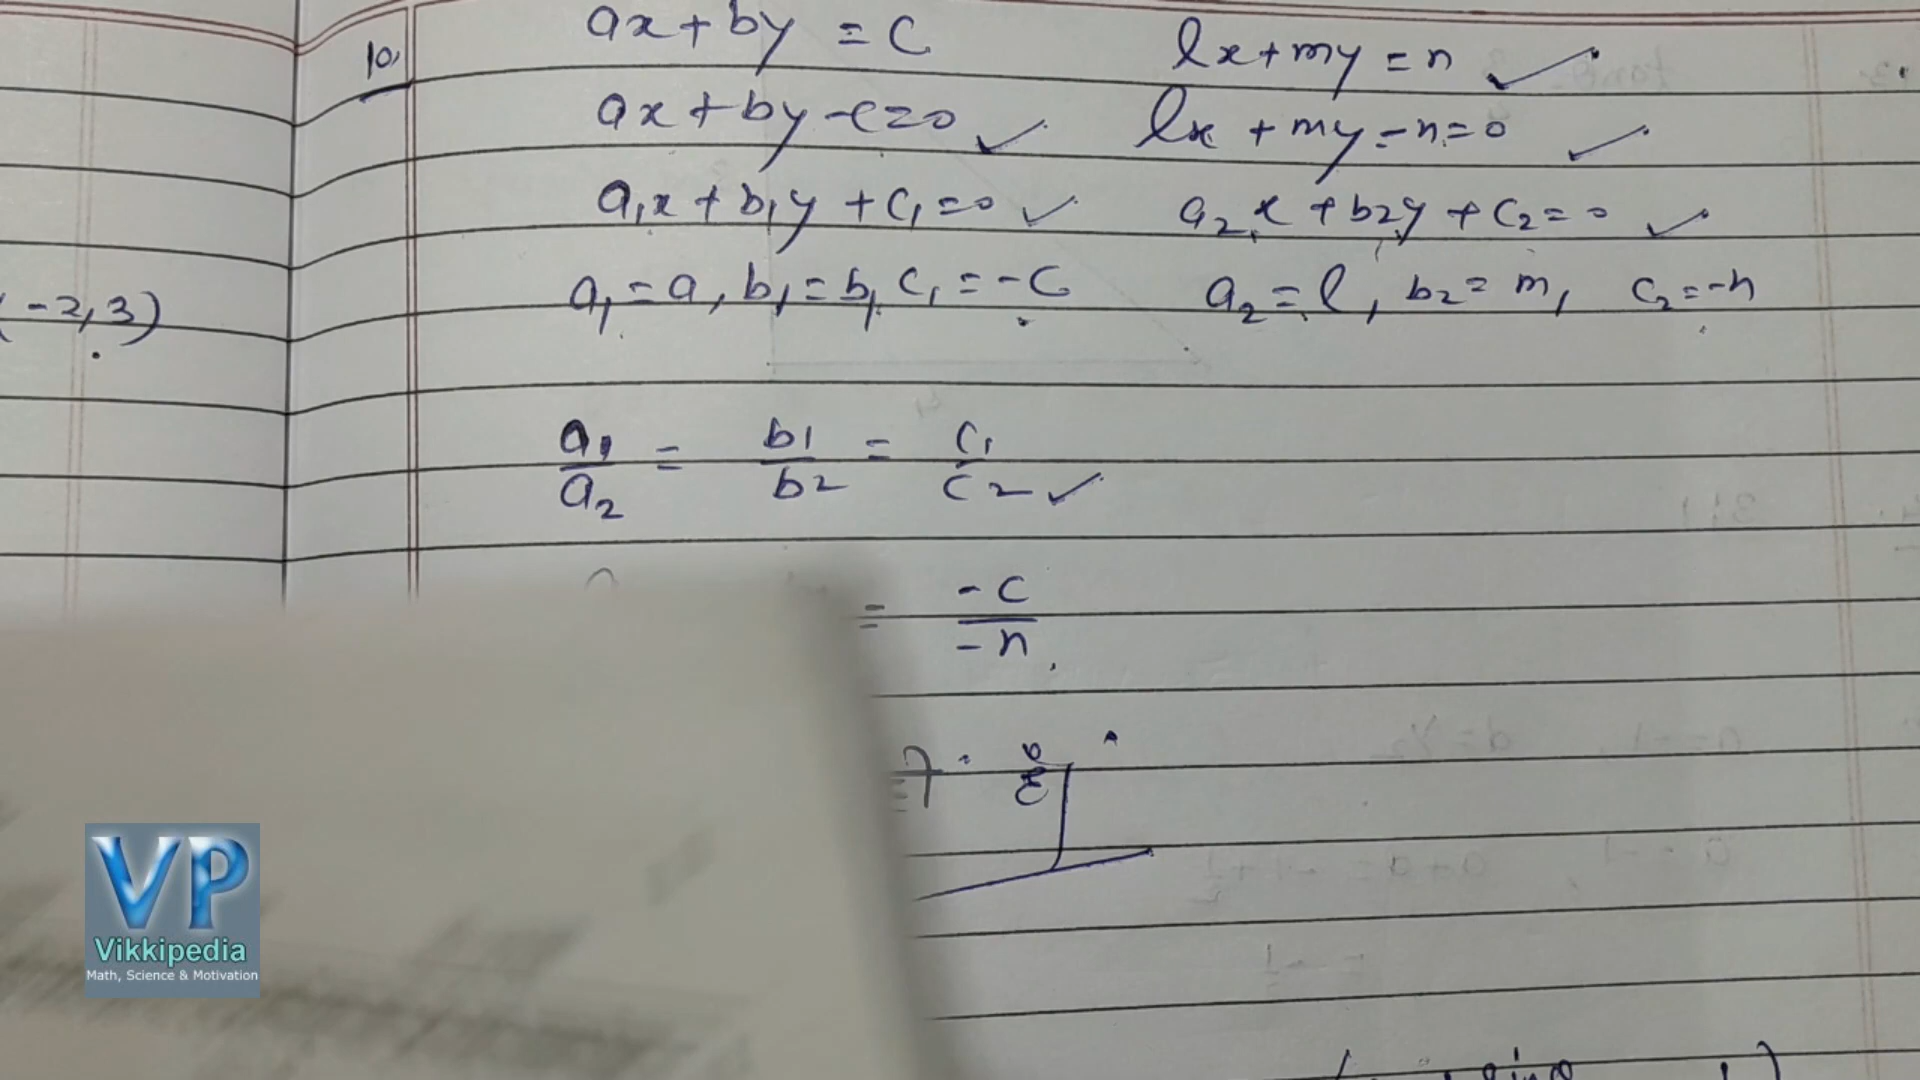 10.
ax + by = c lx + my = n
ax + by - c = 0 lx + my - n = 0
a₁x + b₁y + c₁ = 0 a₂x + b₂y + c₂ = 0
a₁ = a, b₁ = b, c₁ = -c a₂ = l, b₂ = m, c₂ = -n
(-2,3)
a₁/a₂ = b1/b2 = c₁/c2
= -c/-n
VP
Vikkipedia
Math, Science & Motivation